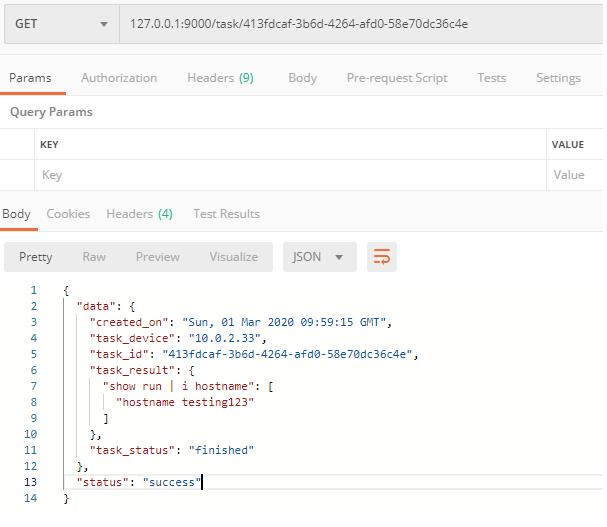 GET 127.0.0.1:9000/task/413fdcaf-3b6d-4264-afd0-58e70dc36c4e
Params Authorization Headers (9) Body Pre-request Script Tests Settings
Query Params
KEY VALUE
Key Value
Body Cookies Headers (4) Test Results
Pretty Raw Preview Visualize JSON
1 {
2 "data": {
3 "created_on": "Sun, 01 Mar 2020 09:59:15 GMT",
4 "task_device": "10.0.2.33",
5 "task_id": "413fdcaf-3b6d-4264-afd0-58e70dc36c4e",
6 "task_result": {
7 "show run | i hostname": [
8 "hostname testing123"
9 ]
10 },
11 "task_status": "finished"
12 },
13 "status": "success"
14 }